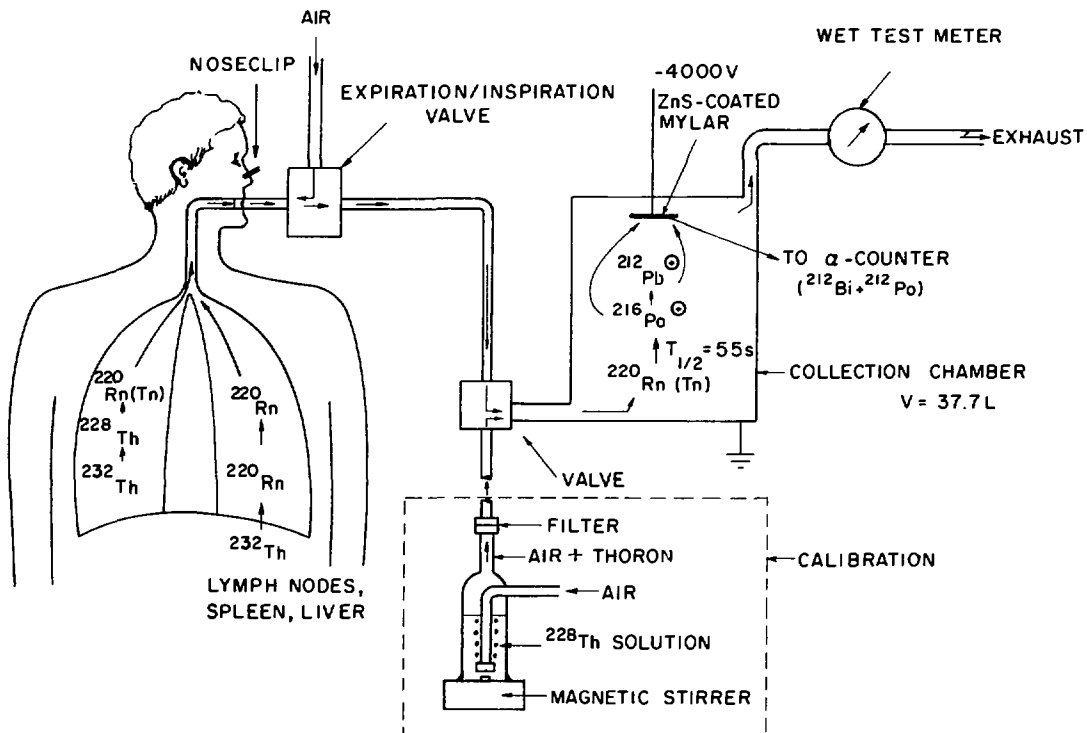 AIR
NOSECLIP
EXPIRATION/INSPIRATION
VALVE
-4000V
ZnS-COATED
MYLAR
WET TEST METER
EXHAUST
TO α-COUNTER
(²¹²Bi+²¹²Po)
²¹²Pb⊙
²¹⁶Po⊙
T₁/₂=55s
²²⁰Rn (Tn)
COLLECTION CHAMBER
V = 37.7L
²²⁰Rn(Tn)
²²⁸Th
²³²Th
²²⁰Rn
²²⁰Rn
²³²Th
LYMPH NODES,
SPLEEN, LIVER
VALVE
FILTER
AIR + THORON
AIR
²²⁸Th SOLUTION
MAGNETIC STIRRER
CALIBRATION